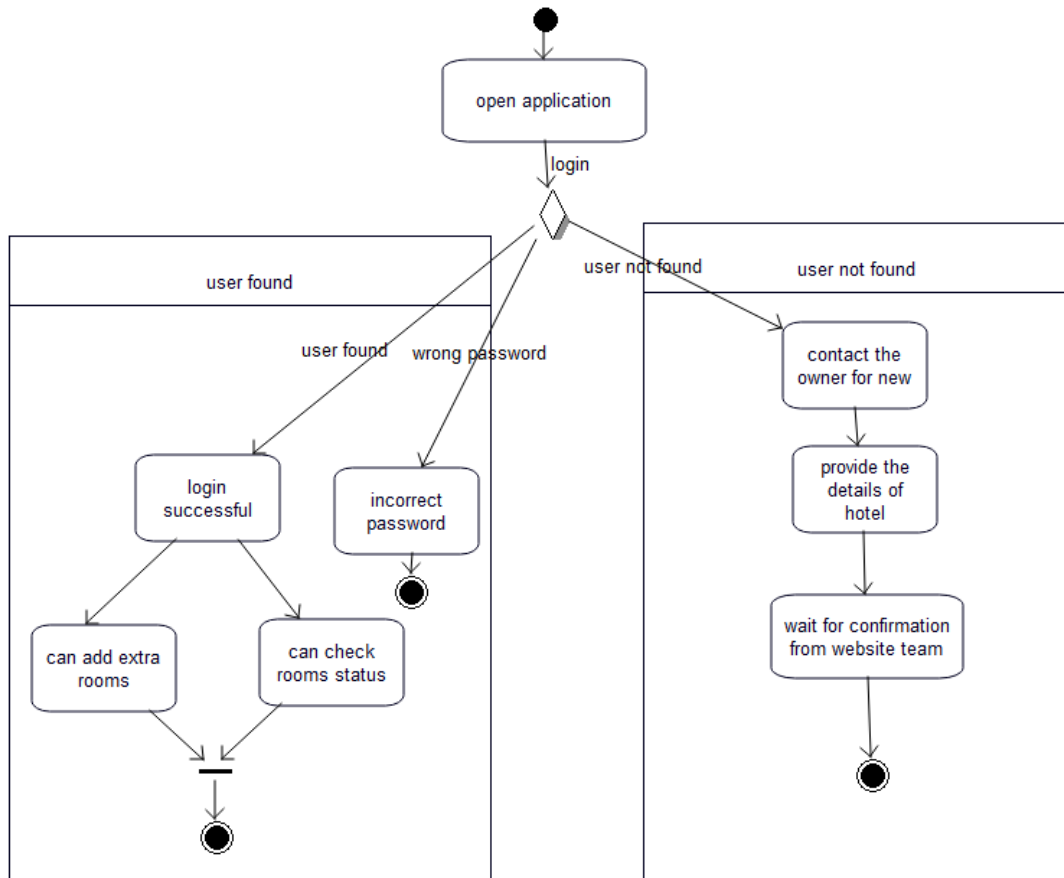 open application
login
user not found
user not found
user found
user found
wrong password
contact the
owner for new
login
successful
incorrect
password
provide the
details of
hotel
can add extra
rooms
can check
rooms status
wait for confirmation
from website team